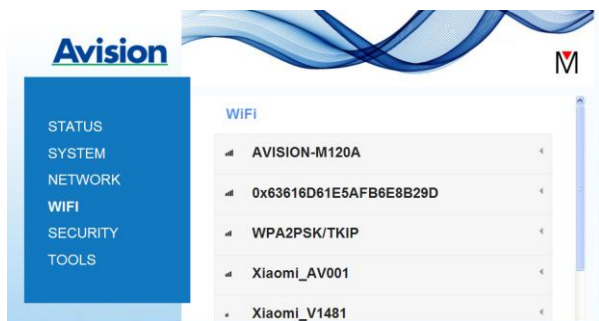 Avision
M
STATUS
SYSTEM
NETWORK
WIFI
SECURITY
TOOLS
WiFi
AVISION-M120A
0x63616D61E5AFB6E8B29D
WPA2PSK/TKIP
Xiaomi_AV001
Xiaomi_V1481